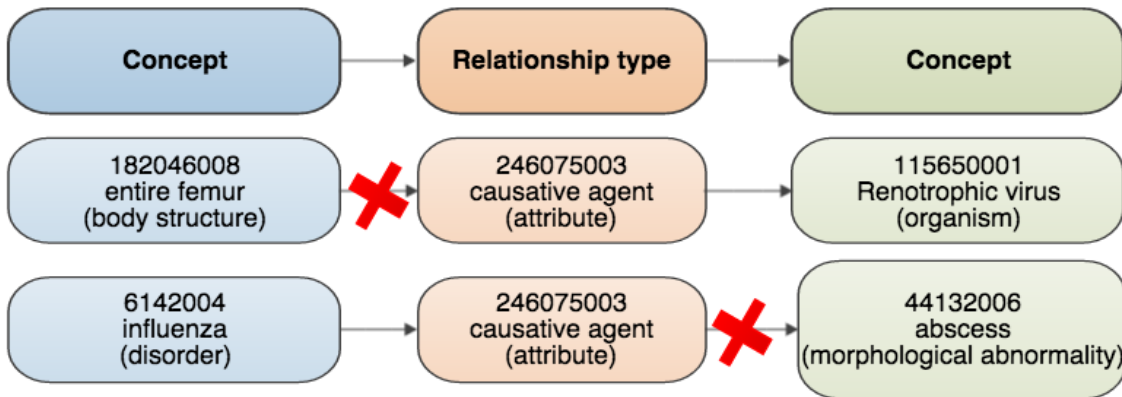 Concept
Relationship type
Concept
182046008
entire femur
(body structure)
246075003
causative agent
(attribute)
115650001
Renotrophic virus
(organism)
6142004
influenza
(disorder)
246075003
causative agent
(attribute)
44132006
abscess
(morphological abnormality)